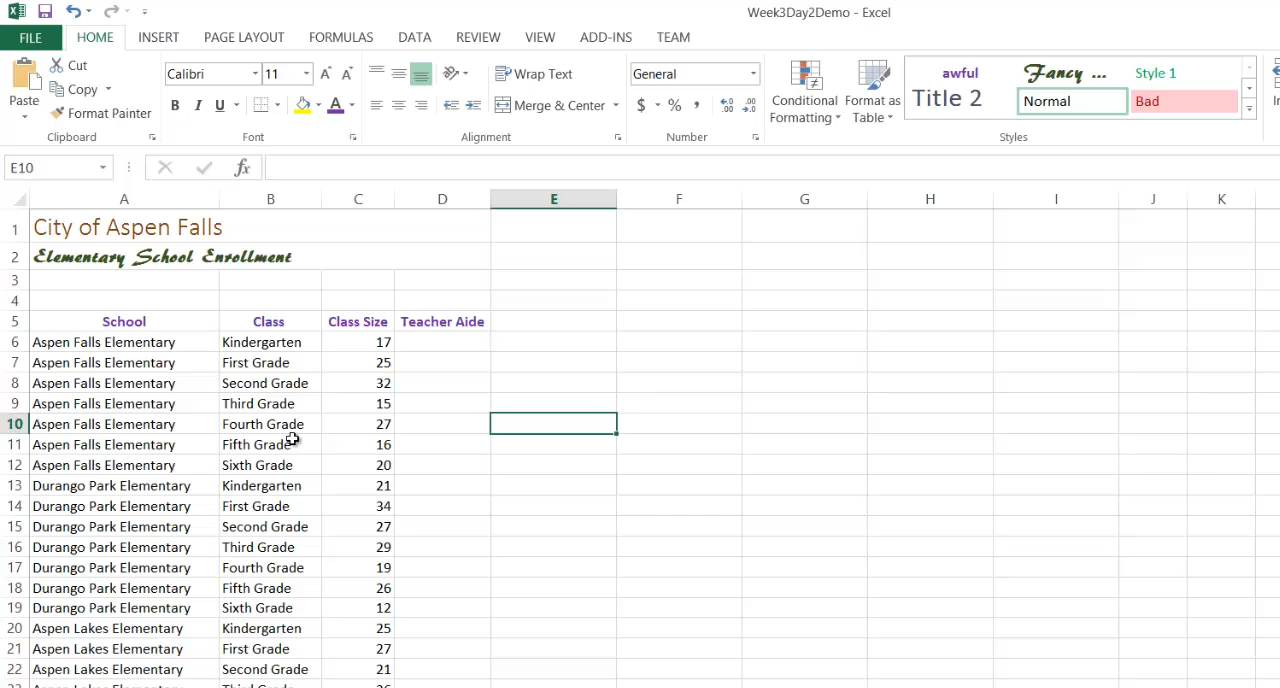 Week3Day2Demo - Excel
FILE HOME INSERT PAGE LAYOUT FORMULAS DATA REVIEW VIEW ADD-INS TEAM
Paste Cut Copy Format Painter Clipboard
Calibri 11 B I U A Font
Wrap Text Merge & Center Alignment
General $ % , Number
Conditional Formatting Format as Table
awful Fancy ... Style 1
Title 2 Normal Bad
Styles
E10 fx
A B C D E F G H I J K
1 City of Aspen Falls
2 Elementary School Enrollment
3
4
5 School Class Class Size Teacher Aide
6 Aspen Falls Elementary Kindergarten 17
7 Aspen Falls Elementary First Grade 25
8 Aspen Falls Elementary Second Grade 32
9 Aspen Falls Elementary Third Grade 15
10 Aspen Falls Elementary Fourth Grade 27
11 Aspen Falls Elementary Fifth Grade 16
12 Aspen Falls Elementary Sixth Grade 20
13 Durango Park Elementary Kindergarten 21
14 Durango Park Elementary First Grade 34
15 Durango Park Elementary Second Grade 27
16 Durango Park Elementary Third Grade 29
17 Durango Park Elementary Fourth Grade 19
18 Durango Park Elementary Fifth Grade 26
19 Durango Park Elementary Sixth Grade 12
20 Aspen Lakes Elementary Kindergarten 25
21 Aspen Lakes Elementary First Grade 27
22 Aspen Lakes Elementary Second Grade 21